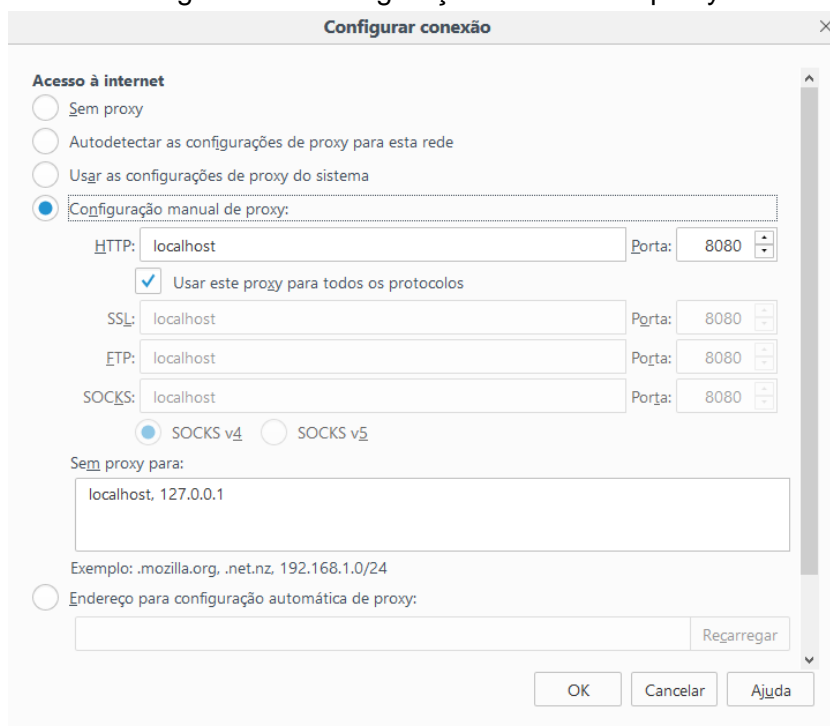 Configurar conexão
Acesso à internet
Sem proxy
Autodetectar as configurações de proxy para esta rede
Usar as configurações de proxy do sistema
Configuração manual de proxy:
HTTP: localhost Porta: 8080
Usar este proxy para todos os protocolos
SSL: localhost Porta: 8080
FTP: localhost Porta: 8080
SOCKS: localhost Porta: 8080
SOCKS v4 SOCKS v5
Sem proxy para:
localhost, 127.0.0.1
Exemplo: .mozilla.org, .net.nz, 192.168.1.0/24
Endereço para configuração automática de proxy:
Recarregar
OK Cancelar Ajuda